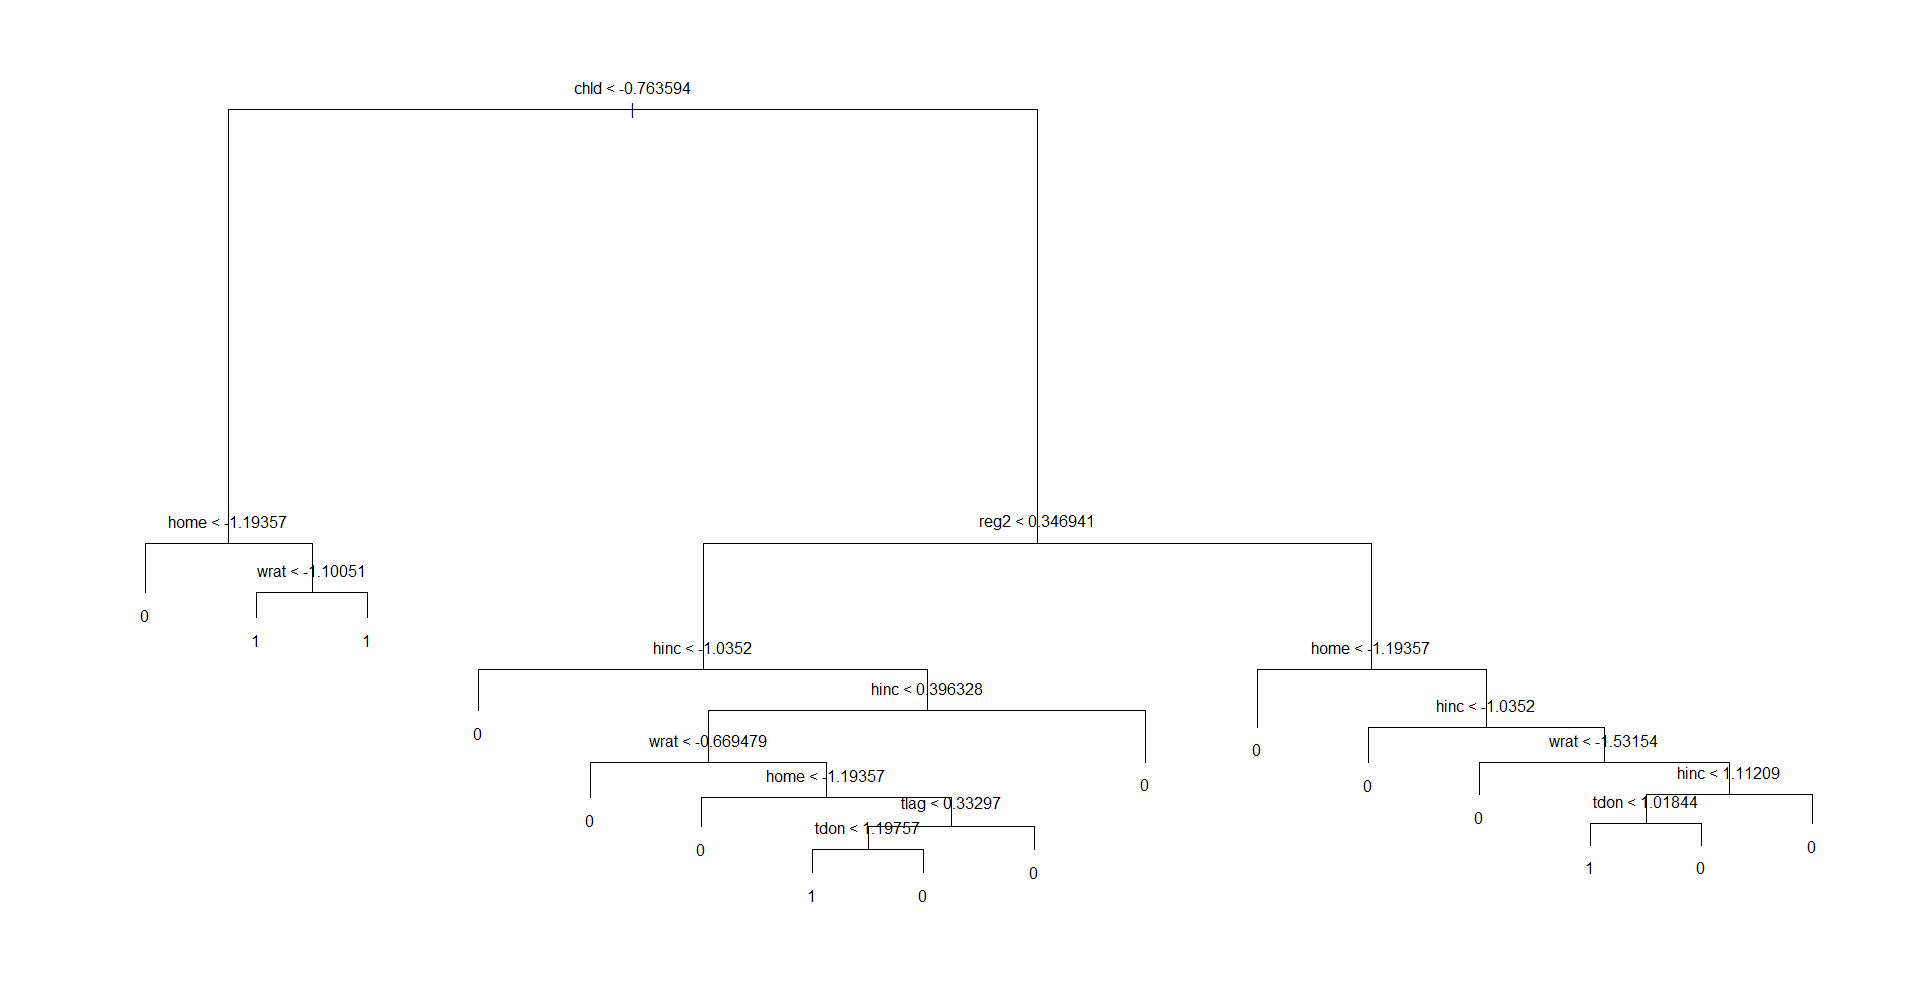 chld < -0.763594
home < -1.19357
reg2 < 0.346941
wrat < -1.10051
0
1
1
hinc < -1.0352
home < -1.19357
hinc < 0.396328
hinc < -1.0352
0
wrat < -0.669479
wrat < -1.53154
0
home < -1.19357
hinc < 1.11209
0
0
tlag < 0.33297
tdon < 1.01844
0
0
tdon < 1.19757
0
0
1
0
0
1
0